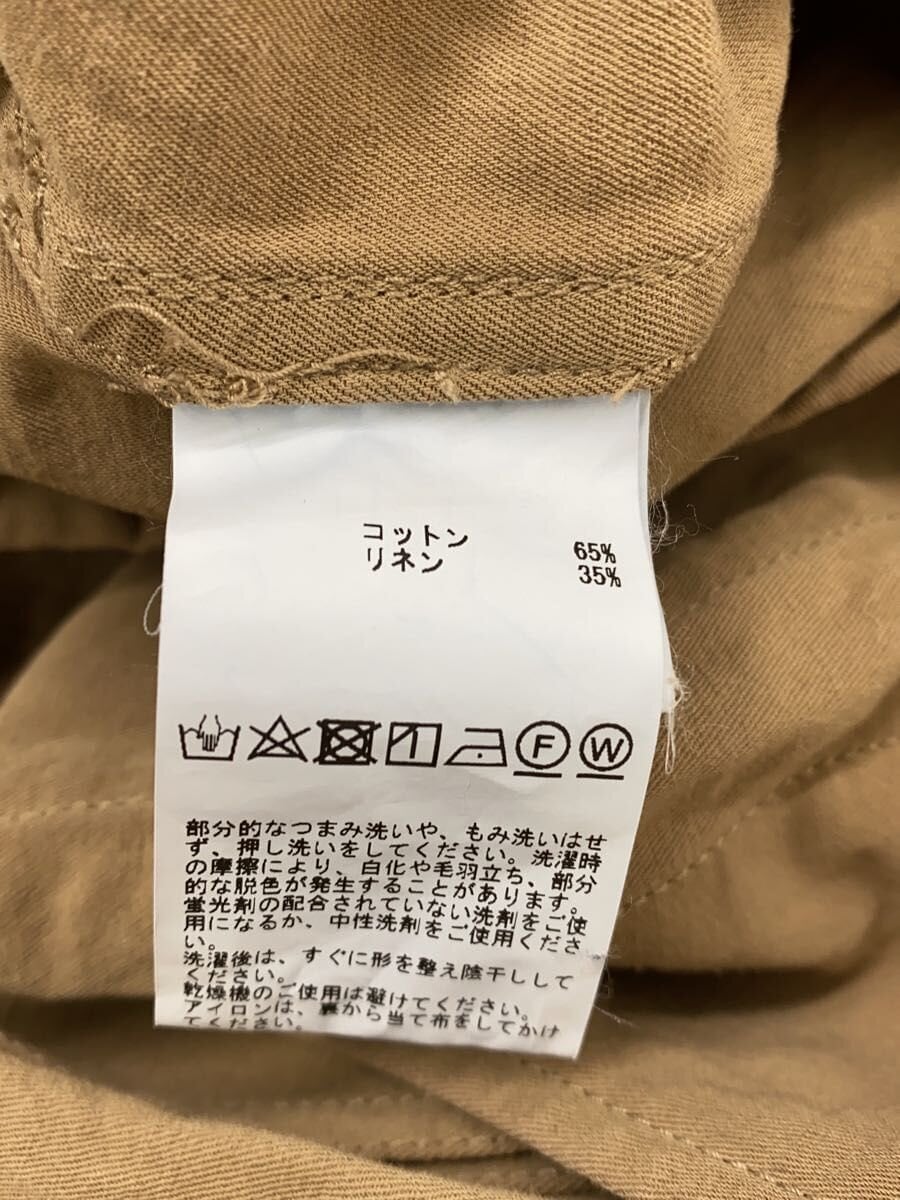 コットン 65%
リネン 35%
F W
部分的なつまみ洗いや、もみ洗いはせ
ず、押し洗いをしてください。洗濯時
の摩擦により、白化や毛羽立ち、部分
的な脱色が発生することがあります。
蛍光剤の配合されていない洗剤をご使
用になるか、中性洗剤をご使用くださ
い。
洗濯後は、すぐに形を整え陰干しして
ください。
乾燥機のご使用は避けてください。
アイロンは、裏から当て布をしてかけ
てください。